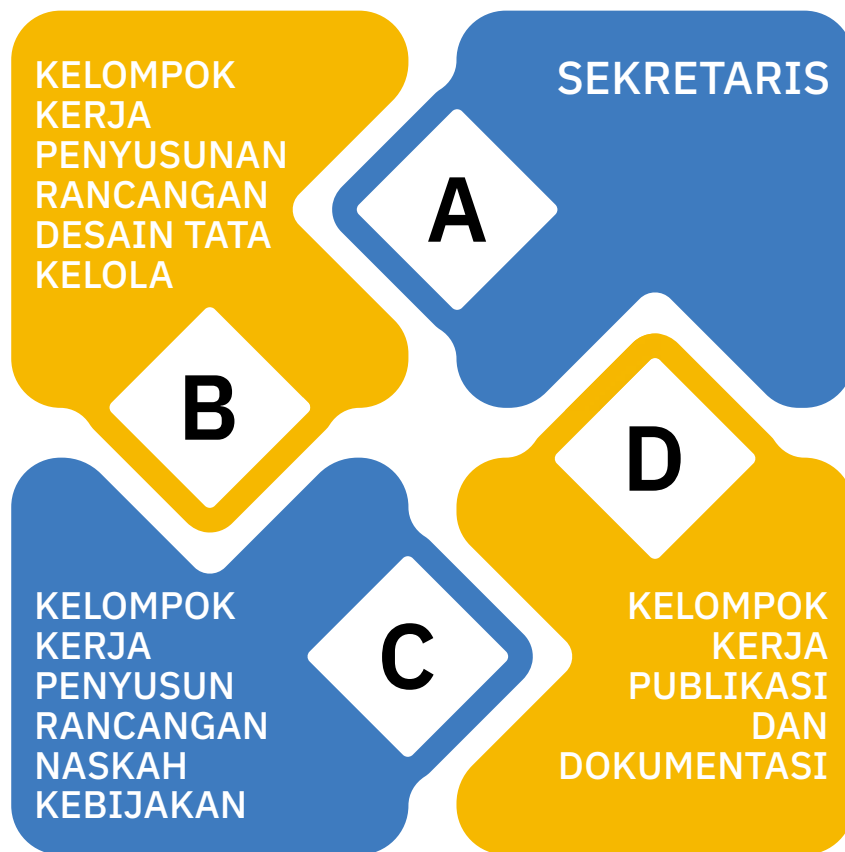 KELOMPOK
KERJA
PENYUSUNAN
RANCANGAN
DESAIN TATA
KELOLA
B
SEKRETARIS
A
KELOMPOK
KERJA
PENYUSUN
RANCANGAN
NASKAH
KEBIJAKAN
C
D
KELOMPOK
KERJA
PUBLIKASI
DAN
DOKUMENTASI